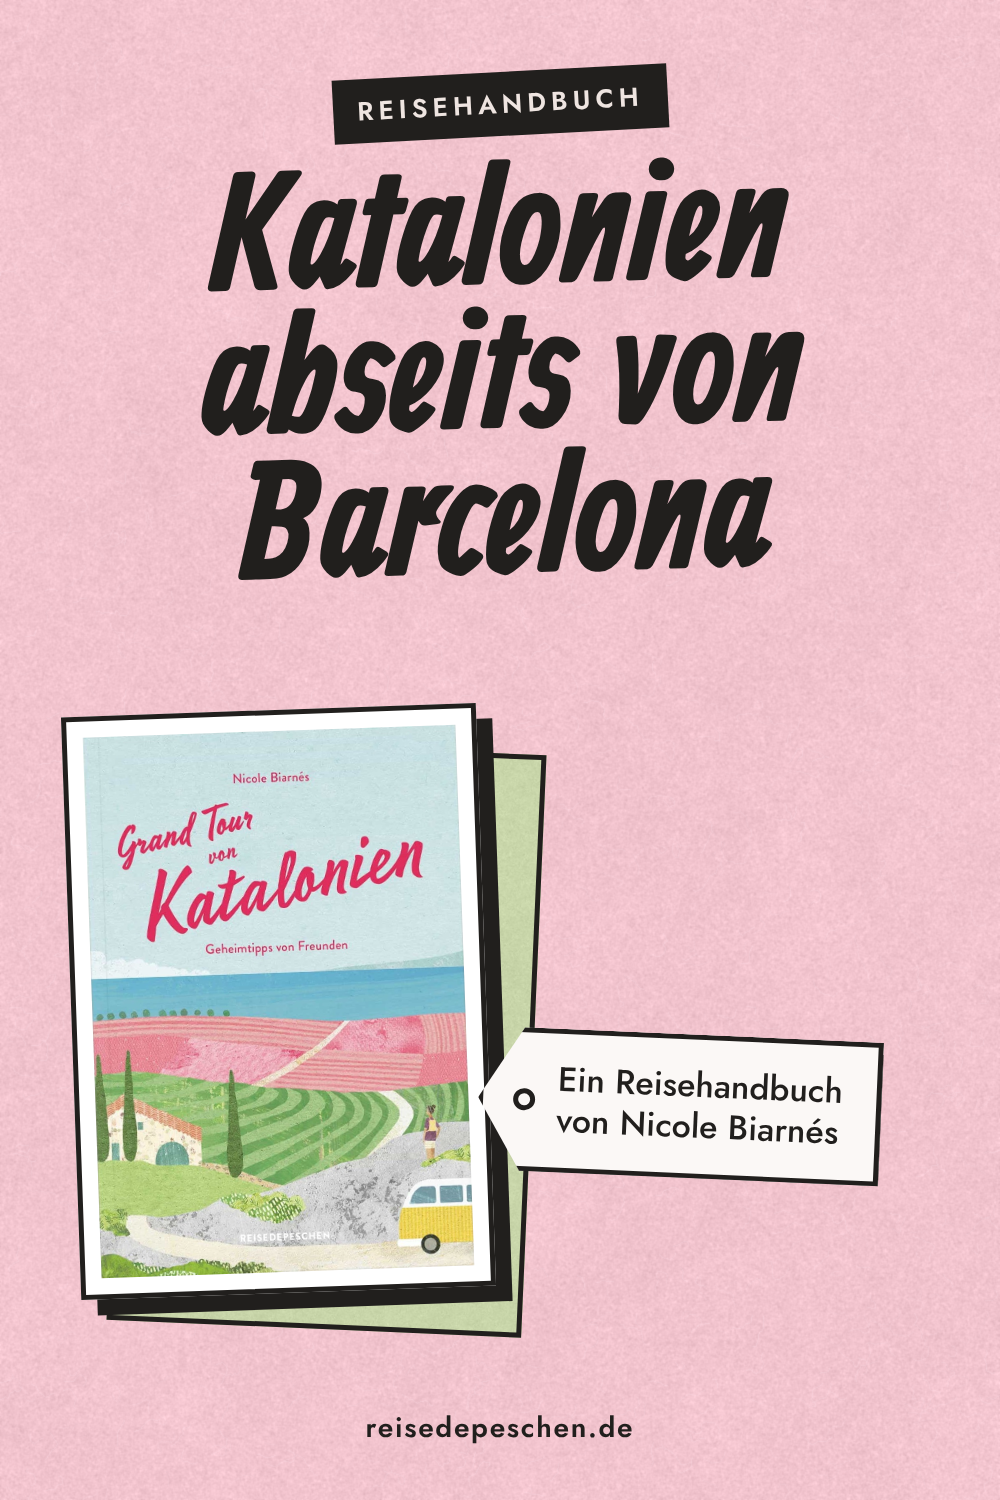 REISEHANDBUCH
Katalonien
abseits von
Barcelona
Nicole Biarnés
Grand Tour
von
Katalonien
Geheimtipps von Freunden
REISEDEPESCHEN
Ein Reisehandbuch
von Nicole Biarnés
reisedepeschen.de